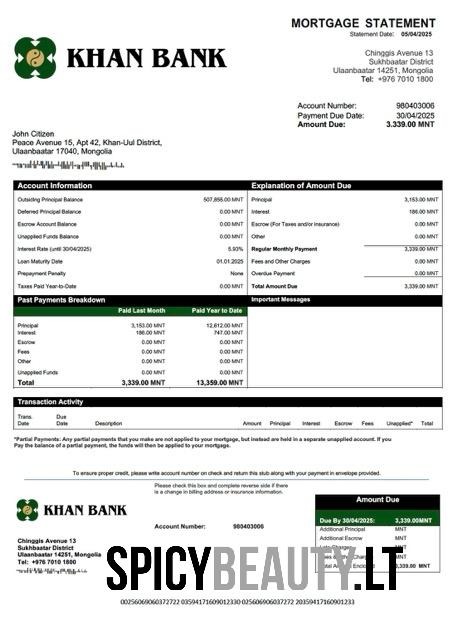 MORTGAGE STATEMENT
Statement Date: 05/04/2025
KHAN BANK
Chinggis Avenue 13
Sukhbaatar District
Ulaanbaatar 14251, Mongolia
Tel: +976 7010 1800
Account Number: 980403006
Payment Due Date: 30/04/2025
Amount Due: 3.339.00 MNT
John Citizen
Peace Avenue 15, Apt 42, Khan-Uul District,
Ulaanbaatar 17040, Mongolia
Account Information
Outsiding Principal Balance 507,855.00 MNT
Deferred Principal Balance 0.00 MNT
Escrow Account Balance 0.00 MNT
Unapplied Funds Balance 0.00 MNT
Interest Rate (until 30/04/2025) 5.93%
Loan Maturity Date 01.01.2025
Prepayment Penalty None
Taxes Paid Year-to-Date 0.00 MNT
Explanation of Amount Due
Principal 3,153.00 MNT
Interest 186.00 MNT
Escrow (For Taxes and/or Insurance) 0.00 MNT
Other 0.00 MNT
Regular Monthly Payment 3,339.00 MNT
Fees and Other Charges 0.00 MNT
Overdue Payment 0.00 MNT
Total Amount Due 3,339.00 MNT
Past Payments Breakdown
Paid Last Month Paid Year to Date
Principal 3,153.00 MNT 12,612.00 MNT
Interest 186.00 MNT 747.00 MNT
Escrow 0.00 MNT 0.00 MNT
Fees 0.00 MNT 0.00 MNT
Other 0.00 MNT 0.00 MNT
Unapplied Funds 0.00 MNT 0.00 MNT
Total 3,339.00 MNT 13,359.00 MNT
Important Messages
Transaction Activity
Trans. Date Due Date Description Amount Principal Interest Escrow Fees Unapplied* Total
*Partial Payments: Any partial payments that you make are not applied to your mortgage, but instead are held in a separate unapplied account. If you
Pay the balance of a partial payment, the funds will then be applied to your mortgage.
To ensure proper credit, please write account number on check and return this stub along with your payment in envelope provided.
Please check this box and complete reverse side if there
is a change in billing address or insurance information.
KHAN BANK
Account Number: 980403006
Chinggis Avenue 13
Sukhbaatar District
Ulaanbaatar 14251, Mongolia
Tel: +976 7010 1800
Amount Due
Due By 30/04/2025: 3,339.00MNT
Additional Principal MNT
Additional Escrow MNT
MNT
MNT
MNT
SPICYBEAUTY.LT